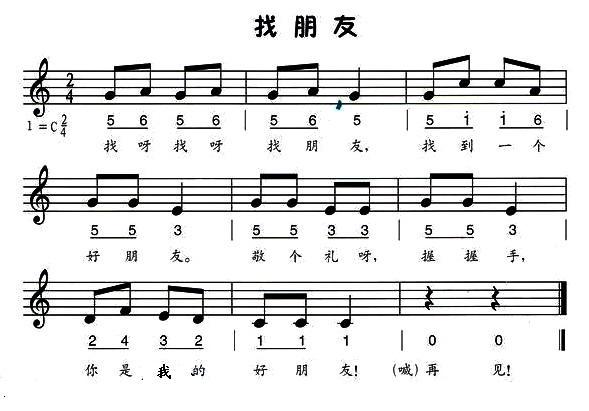 找朋友
1=C 2/4 5 6 5 6 | 5 6 5 | 5 i i 6
找 呀 找 呀 找 朋 友, 找 到 一 个
5 5 3 | 5 5 3 3 | 5 5 3
好 朋 友。 敬 个 礼 呀, 握 握 手,
2 4 3 2 | 1 1 1 | 0 0
你 是 我 的 好 朋 友! (喊)再 见!